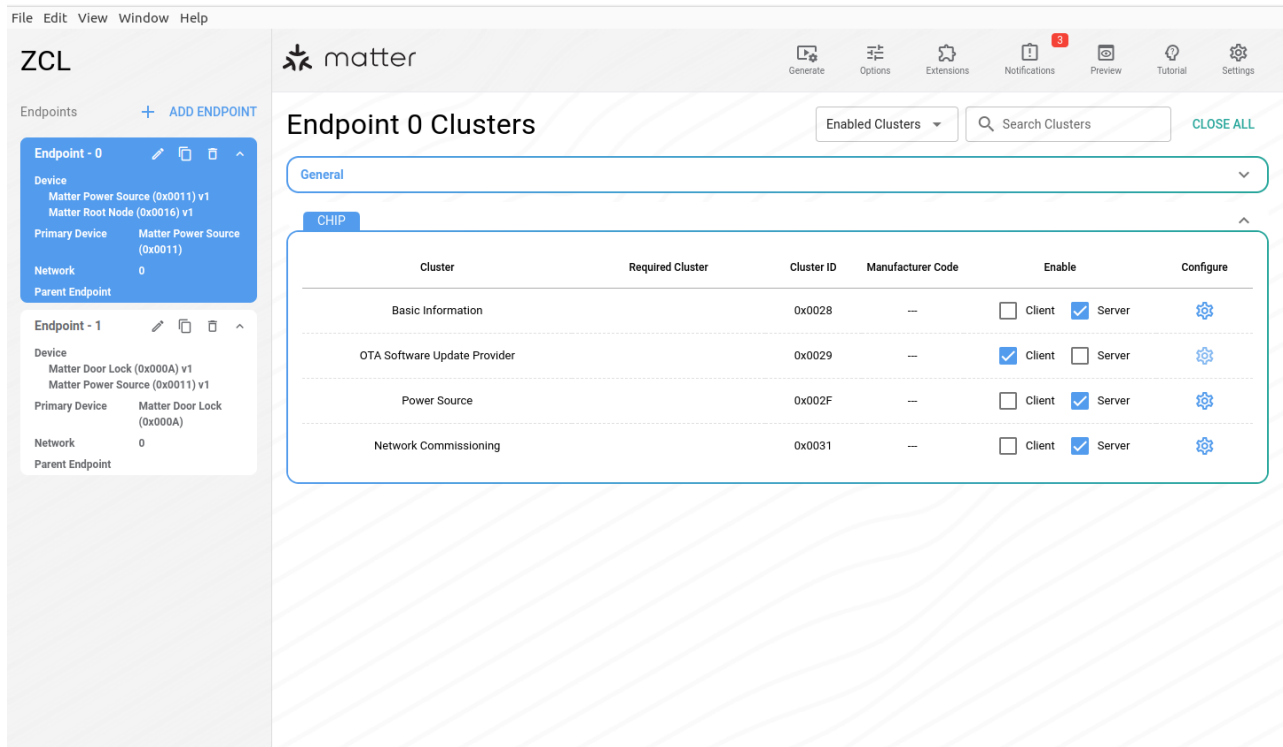 File Edit View Window Help
ZCL
matter
Generate
Options
Extensions
3
Notifications
Preview
Tutorial
Settings
Endpoints
ADD ENDPOINT
Endpoint - 0
Device
Matter Power Source (0x0011) v1
Matter Root Node (0x0016) v1
Primary Device Matter Power Source
(0x0011)
Network 0
Parent Endpoint
Endpoint - 1
Device
Matter Door Lock (0x000A) v1
Matter Power Source (0x0011) v1
Primary Device Matter Door Lock
(0x000A)
Network 0
Parent Endpoint
Endpoint 0 Clusters
Enabled Clusters
Search Clusters
CLOSE ALL
General
CHIP
Cluster Required Cluster Cluster ID Manufacturer Code Enable Configure
Basic Information 0x0028 --- Client Server
OTA Software Update Provider 0x0029 --- Client Server
Power Source 0x002F --- Client Server
Network Commissioning 0x0031 --- Client Server